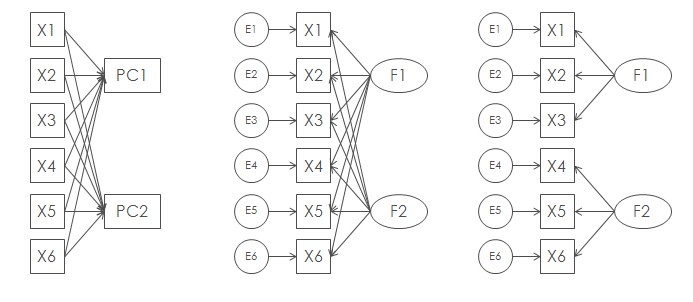 X1
X2
X3
X4
X5
X6
PC1
PC2
E1 X1
E2 X2
E3 X3
E4 X4
E5 X5
E6 X6
F1
F2
E1 X1
E2 X2
E3 X3
E4 X4
E5 X5
E6 X6
F1
F2